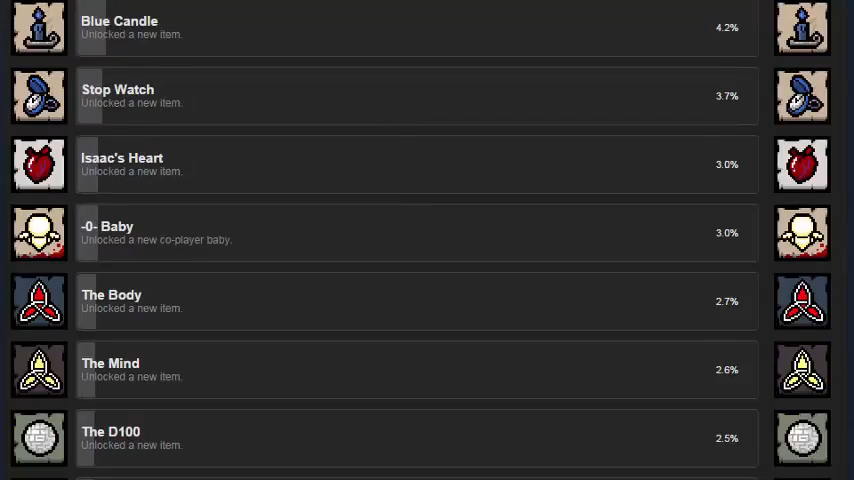 Blue Candle
Unlocked a new item.
4.2%
Stop Watch
Unlocked a new item.
3.7%
Isaac's Heart
Unlocked a new item.
3.0%
-0- Baby
Unlocked a new co-player baby.
3.0%
The Body
Unlocked a new item.
2.7%
The Mind
Unlocked a new item.
2.6%
The D100
Unlocked a new item.
2.5%